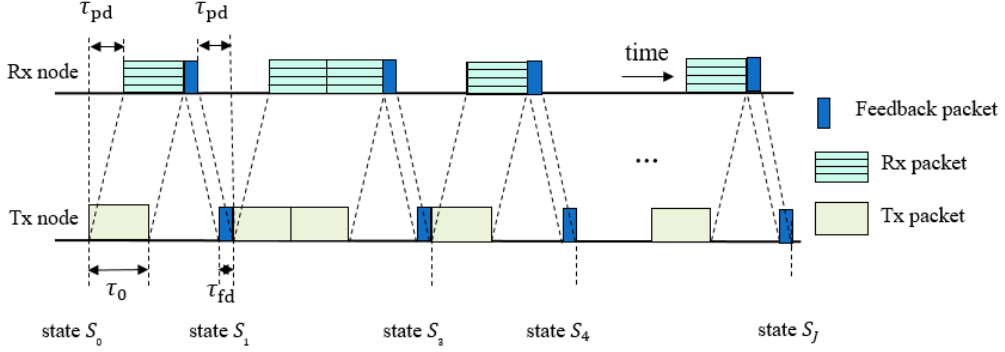 τpd τpd
Rx node
time
Feedback packet
Rx packet
...
Tx node
Tx packet
τ0 τfd
state S0 state S1 state S3 state S4 state SJ